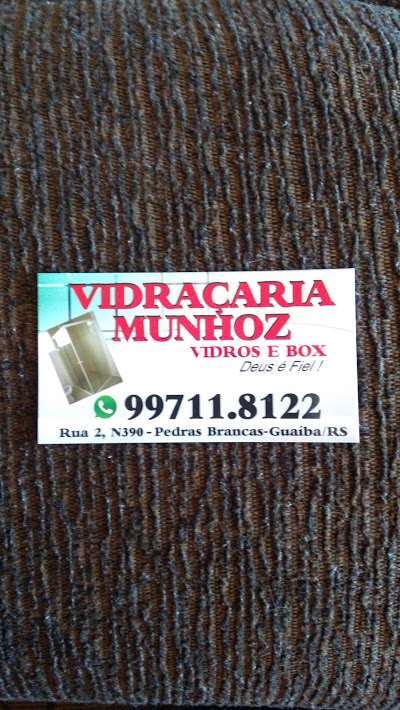 VIDRAÇARIA
MUNHOZ
VIDROS E BOX
Deus é Fiel !
99711.8122
Rua 2, N390 - Pedras Brancas-Guaíba/RS